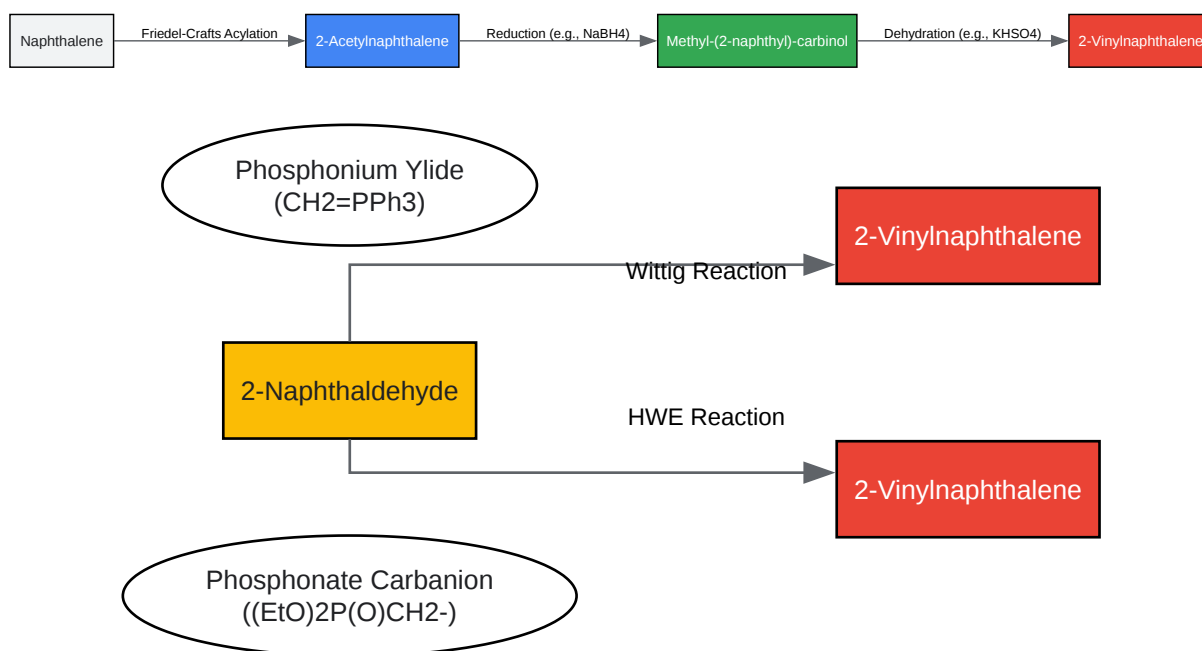 Naphthalene
Friedel-Crafts Acylation
2-Acetylnaphthalene
Reduction (e.g., NaBH4)
Methyl-(2-naphthyl)-carbinol
Dehydration (e.g., KHSO4)
2-Vinylnaphthalene
Phosphonium Ylide
(CH2=PPh3)
2-Vinylnaphthalene
Wittig Reaction
2-Naphthaldehyde
HWE Reaction
2-Vinylnaphthalene
Phosphonate Carbanion
((EtO)2P(O)CH2-)